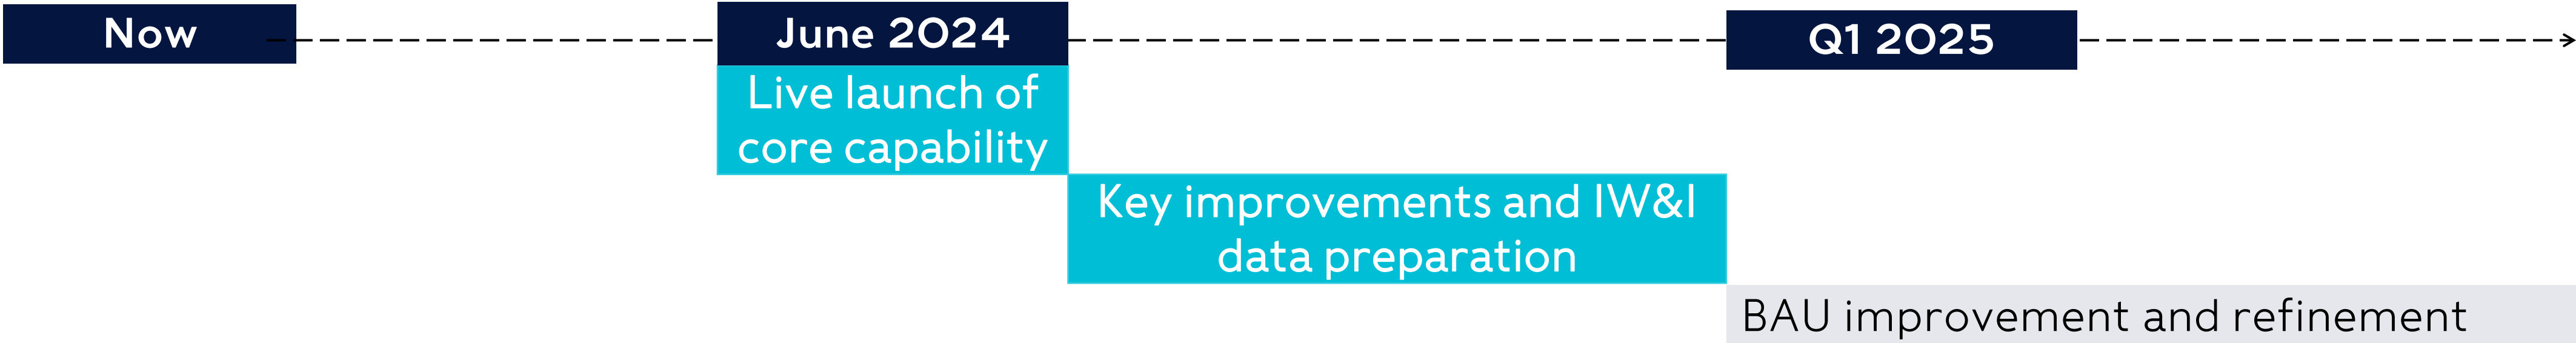 Now
June 2024
Q1 2025
Live launch of
core capability
Key improvements and IW&I
data preparation
BAU improvement and refinement